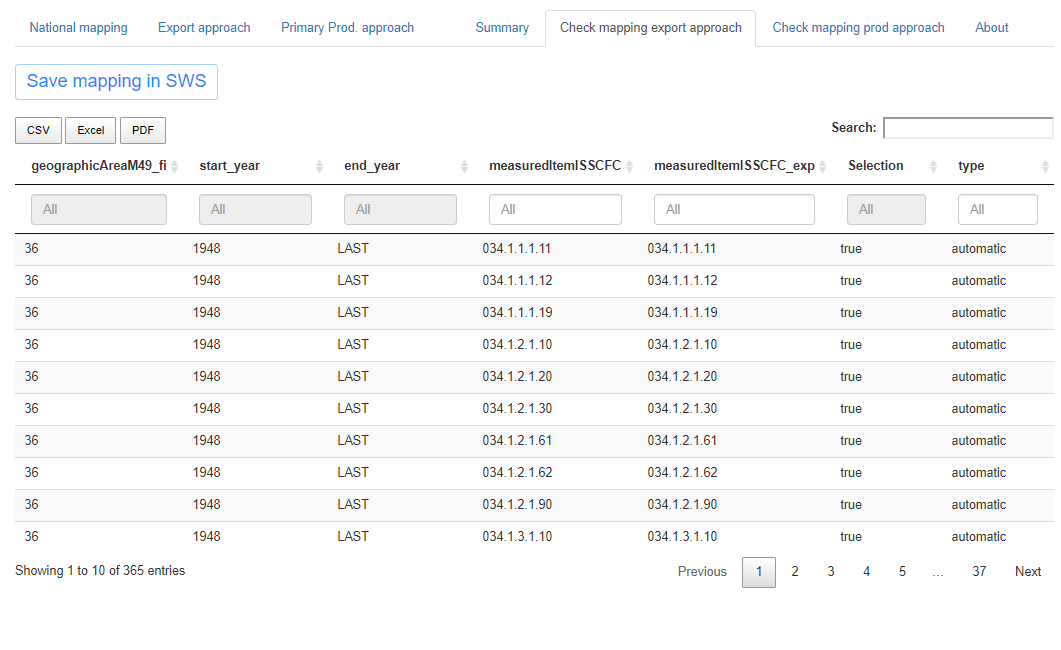 National mapping Export approach Primary Prod. approach Summary Check mapping export approach Check mapping prod approach About
Save mapping in SWS
CSV Excel PDF Search:
geographicAreaM49_fi start_year end_year measuredItemISSCFC measuredItemISSCFC_exp Selection type
All All All All All All All
36 1948 LAST 034.1.1.1.11 034.1.1.1.11 true automatic
36 1948 LAST 034.1.1.1.12 034.1.1.1.12 true automatic
36 1948 LAST 034.1.1.1.19 034.1.1.1.19 true automatic
36 1948 LAST 034.1.2.1.10 034.1.2.1.10 true automatic
36 1948 LAST 034.1.2.1.20 034.1.2.1.20 true automatic
36 1948 LAST 034.1.2.1.30 034.1.2.1.30 true automatic
36 1948 LAST 034.1.2.1.61 034.1.2.1.61 true automatic
36 1948 LAST 034.1.2.1.62 034.1.2.1.62 true automatic
36 1948 LAST 034.1.2.1.90 034.1.2.1.90 true automatic
36 1948 LAST 034.1.3.1.10 034.1.3.1.10 true automatic
Showing 1 to 10 of 365 entries Previous 1 2 3 4 5 … 37 Next